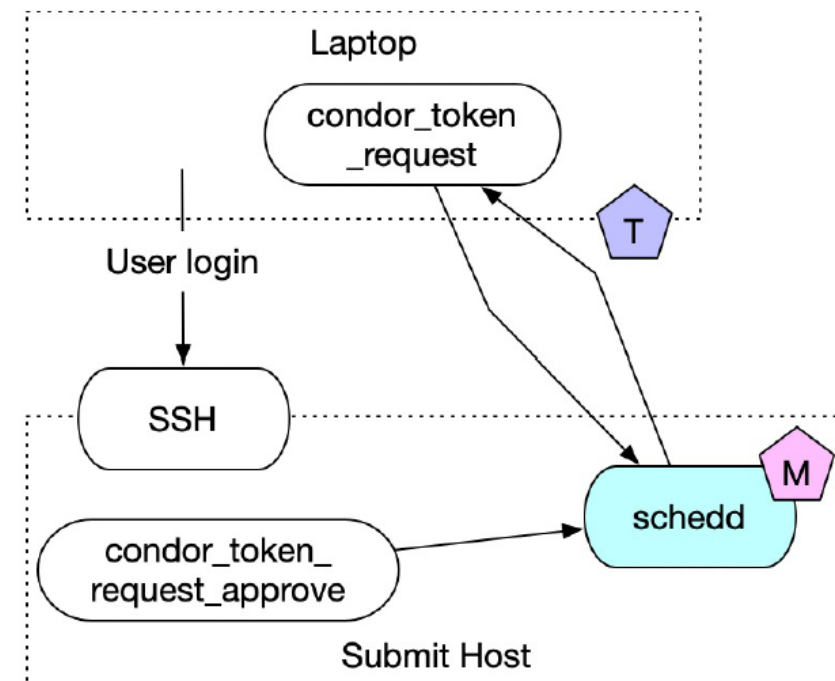 Laptop
condor_token
_request
T
User login
SSH
M
schedd
condor_token_
request_approve
Submit Host